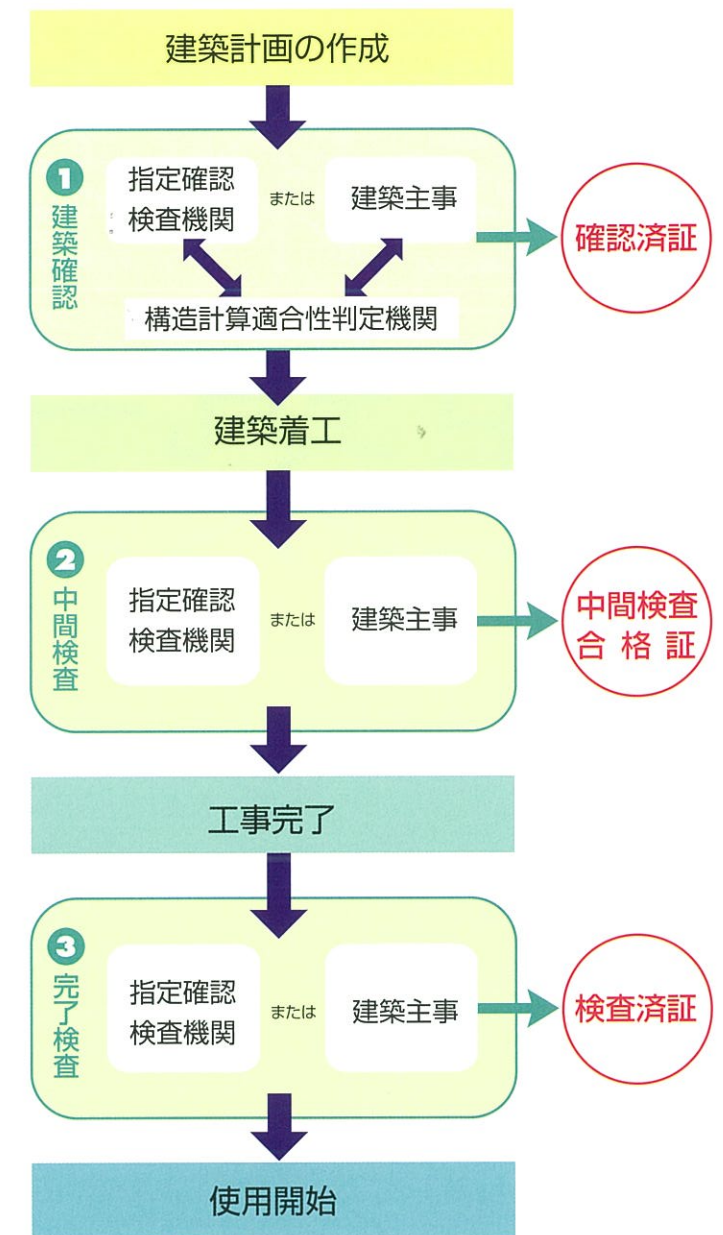 建築計画の作成
1
建築確認
指定確認
検査機関
または
建築主事
構造計算適合性判定機関
確認済証
建築着工
2
中間検査
指定確認
検査機関
または
建築主事
中間検査
合格証
工事完了
3
完了検査
指定確認
検査機関
または
建築主事
検査済証
使用開始